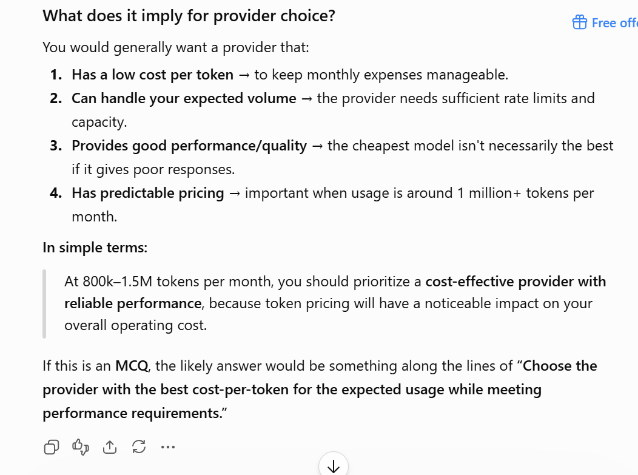 What does it imply for provider choice?
Free off
You would generally want a provider that:
1. Has a low cost per token → to keep monthly expenses manageable.
2. Can handle your expected volume → the provider needs sufficient rate limits and
capacity.
3. Provides good performance/quality → the cheapest model isn't necessarily the best
if it gives poor responses.
4. Has predictable pricing → important when usage is around 1 million+ tokens per
month.
In simple terms:
At 800k–1.5M tokens per month, you should prioritize a cost-effective provider with
reliable performance, because token pricing will have a noticeable impact on your
overall operating cost.
If this is an MCQ, the likely answer would be something along the lines of “Choose the
provider with the best cost-per-token for the expected usage while meeting
performance requirements.”